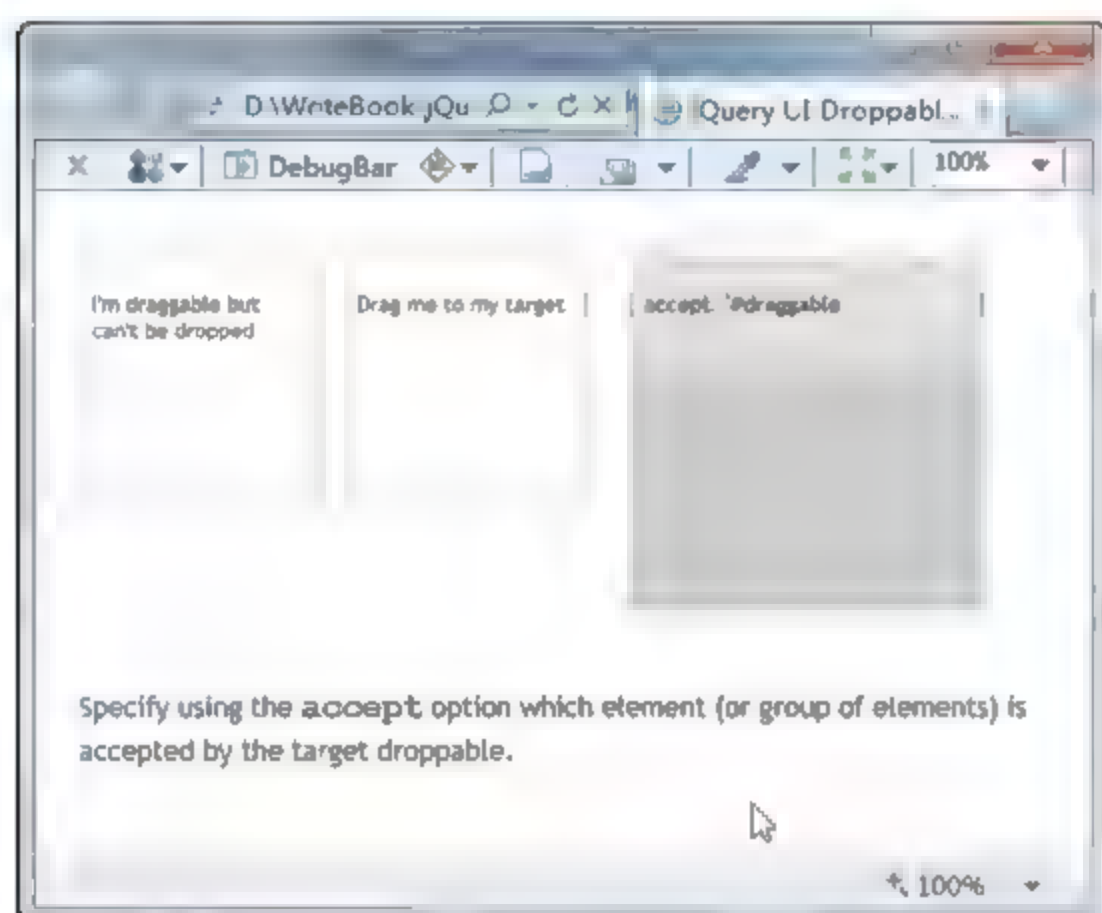 D:\WriteBook\jQu
jQuery UI Droppabl...
DebugBar
100%
I'm draggable but
can't be dropped
Drag me to my target
accept: '#draggable
Specify using the accept option which element (or group of elements) is
accepted by the target droppable.
100%